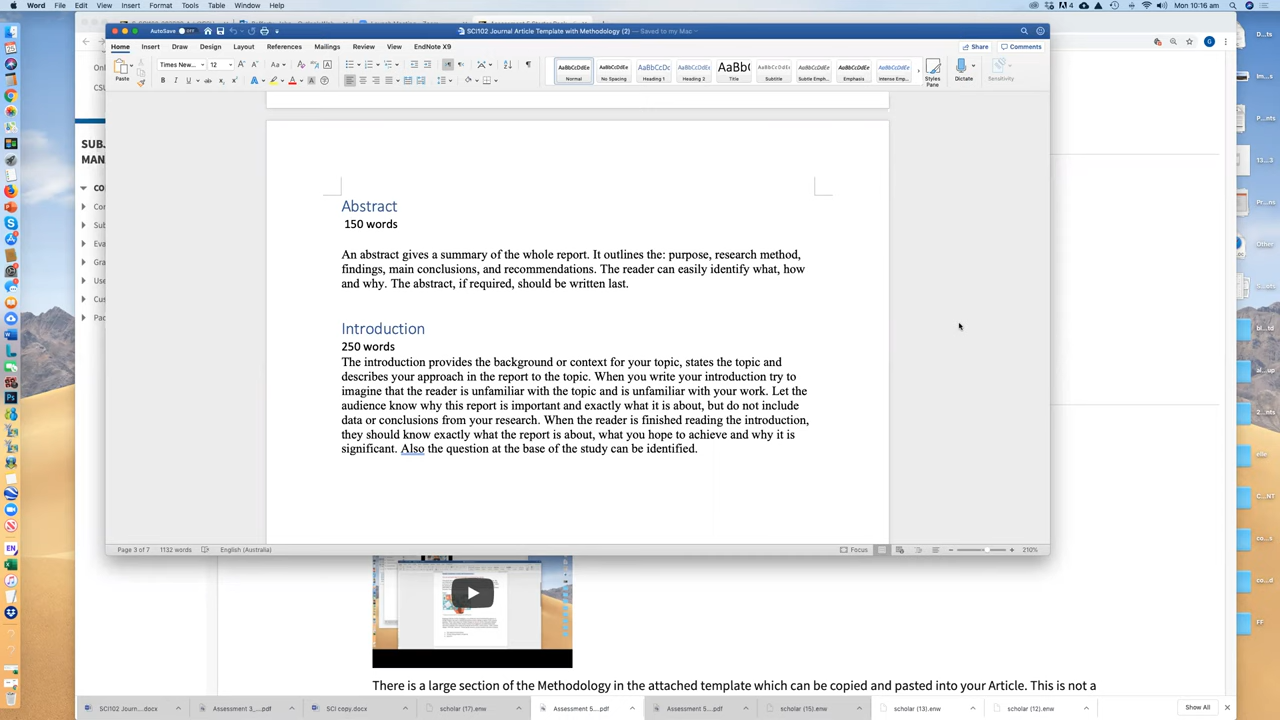 Word File Edit View Insert Format Tools Table Window Help
Mon 10:16 am
AutoSave OFF
SCI102 Journal Article Template with Methodology (2) — Saved to my Mac
Home Insert Draw Design Layout References Mailings Review View EndNote X9
Share Comments
Paste
Times New... 12
Normal No Spacing Heading 1 Heading 2 Title Subtitle Subtle Emph... Emphasis Intense Emp...
Styles Pane
Dictate
Sensitivity
SUBJ
MAN
Abstract
150 words
An abstract gives a summary of the whole report. It outlines the: purpose, research method,
findings, main conclusions, and recommendations. The reader can easily identify what, how
and why. The abstract, if required, should be written last.
Introduction
250 words
The introduction provides the background or context for your topic, states the topic and
describes your approach in the report to the topic. When you write your introduction try to
imagine that the reader is unfamiliar with the topic and is unfamiliar with your work. Let the
audience know why this report is important and exactly what it is about, but do not include
data or conclusions from your research. When the reader is finished reading the introduction,
they should know exactly what the report is about, what you hope to achieve and why it is
significant. Also the question at the base of the study can be identified.
Page 3 of 7 1132 words English (Australia)
Focus 210%
There is a large section of the Methodology in the attached template which can be copied and pasted into your Article. This is not a
SCI102 Journ....docx Assessment 3_....pdf SCI copy.docx scholar (17).enw Assessment 5....pdf Assessment 5....pdf scholar (15).enw scholar (13).enw scholar (12).enw Show All